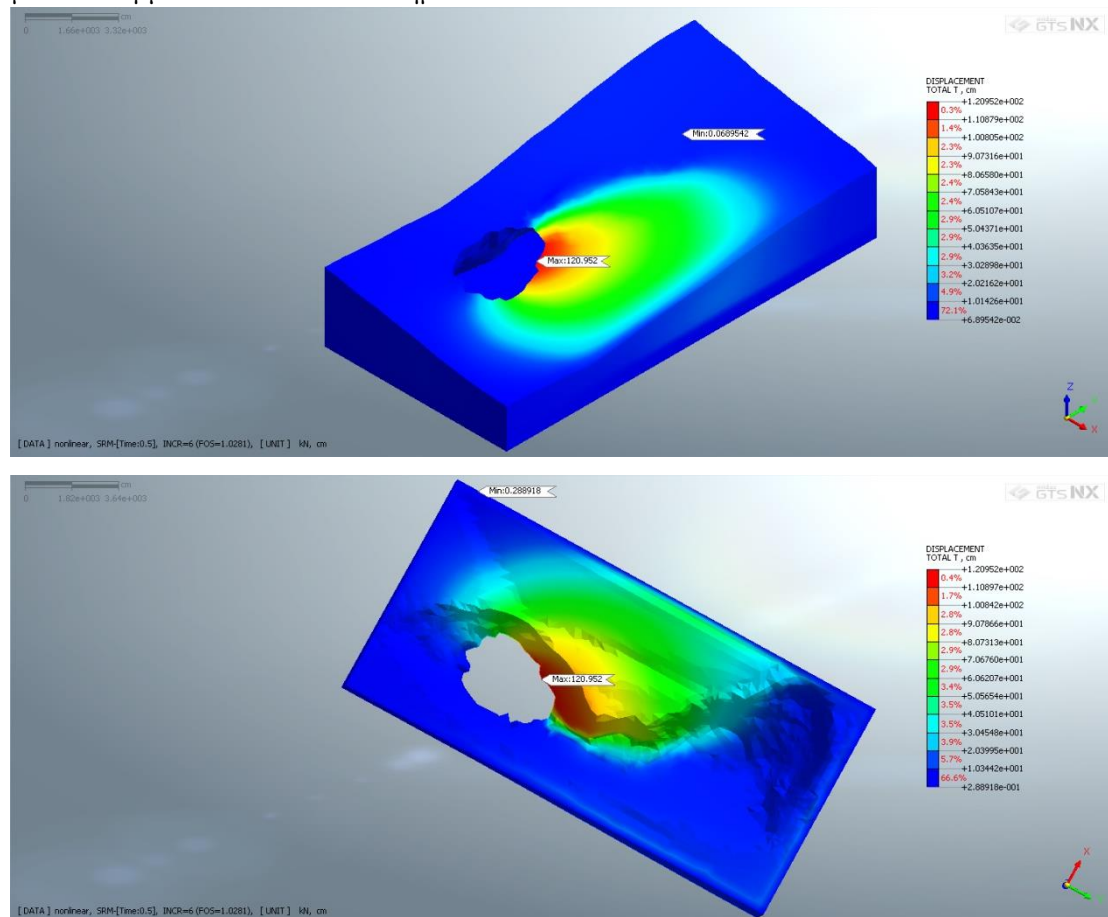 cm
0 1.66e+003 3.32e+003
GTS NX
DISPLACEMENT
TOTAL T , cm
+1.20952e+002
0.3%
+1.10879e+002
1.4%
+1.00805e+002
2.3%
+9.07316e+001
2.3%
+8.06580e+001
2.4%
+7.05843e+001
2.4%
+6.05107e+001
2.9%
+5.04371e+001
2.9%
+4.03635e+001
2.9%
+3.02898e+001
3.2%
+2.02162e+001
4.9%
+1.01426e+001
72.1%
+6.89542e-002
Min:0.0689542
Max:120.952
Z
X
[ DATA ] nonlinear, SRM-[Time:0.5], INCR=6 (FOS=1.0281), [ UNIT ] kN, cm
cm
0 1.82e+003 3.64e+003
GTS NX
Min:0.288918
DISPLACEMENT
TOTAL T , cm
+1.20952e+002
0.4%
+1.10897e+002
1.7%
+1.00842e+002
2.8%
+9.07866e+001
2.8%
+8.07313e+001
2.9%
+7.06760e+001
2.9%
+6.06207e+001
3.4%
+5.05654e+001
3.5%
+4.05101e+001
3.5%
+3.04548e+001
3.9%
+2.03995e+001
5.7%
+1.03442e+001
66.6%
+2.88918e-001
Max:120.952
X
[ DATA ] nonlinear, SRM-[Time:0.5], INCR=6 (FOS=1.0281), [ UNIT ] kN, cm